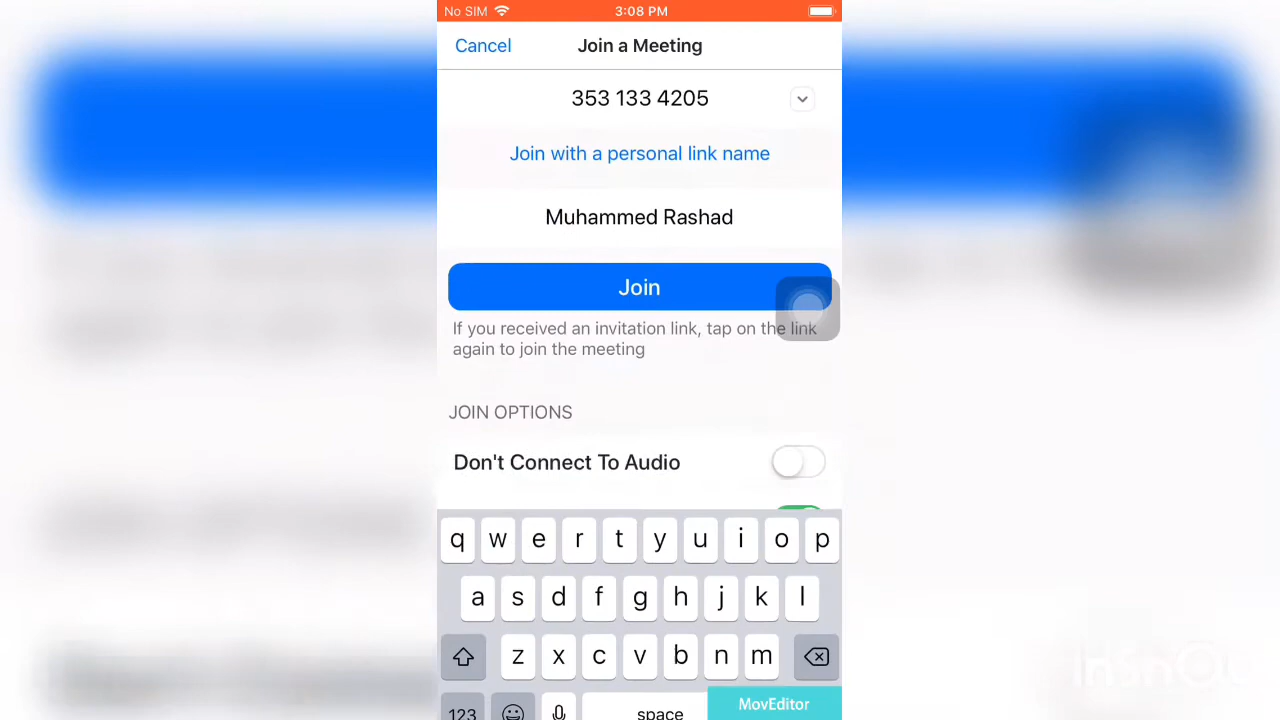 No SIM 3:08 PM
Cancel Join a Meeting
353 133 4205
Join with a personal link name
Muhammed Rashad
Join
If you received an invitation link, tap on the link
again to join the meeting
JOIN OPTIONS
Don't Connect To Audio
q w e r t y u i o p
a s d f g h j k l
z x c v b n m
123 space
MovEditor
InShOt